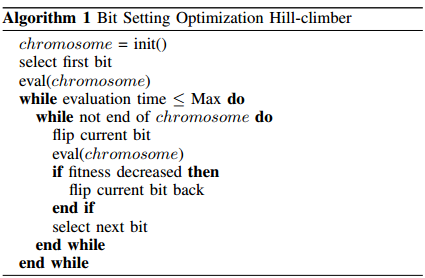 Algorithm 1 Bit Setting Optimization Hill-climber
chromosome = init()
select first bit
eval(chromosome)
while evaluation time ≤ Max do
while not end of chromosome do
flip current bit
eval(chromosome)
if fitness decreased then
flip current bit back
end if
select next bit
end while
end while